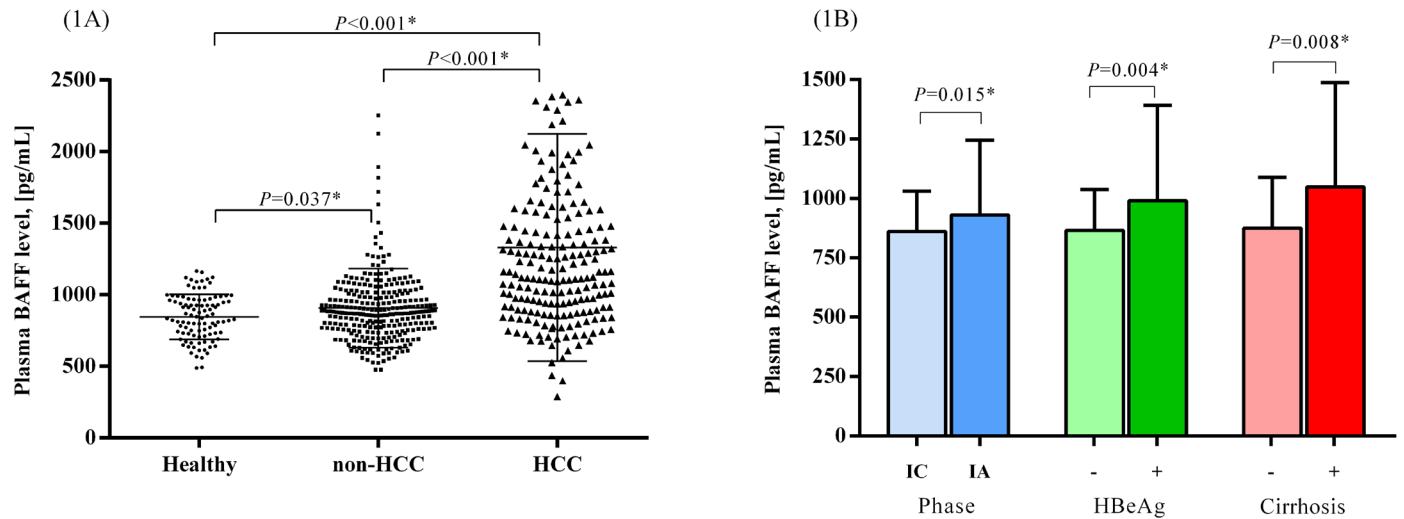 (1A)
P<0.001*
P<0.001*
P=0.037*
Plasma BAFF level, [pg/mL]
2500
2000
1500
1000
500
0
Healthy non-HCC HCC
(1B)
P=0.015*
P=0.004*
P=0.008*
Plasma BAFF level, [pg/mL]
1500
1250
1000
750
500
250
0
IC IA - + - +
Phase HBeAg Cirrhosis